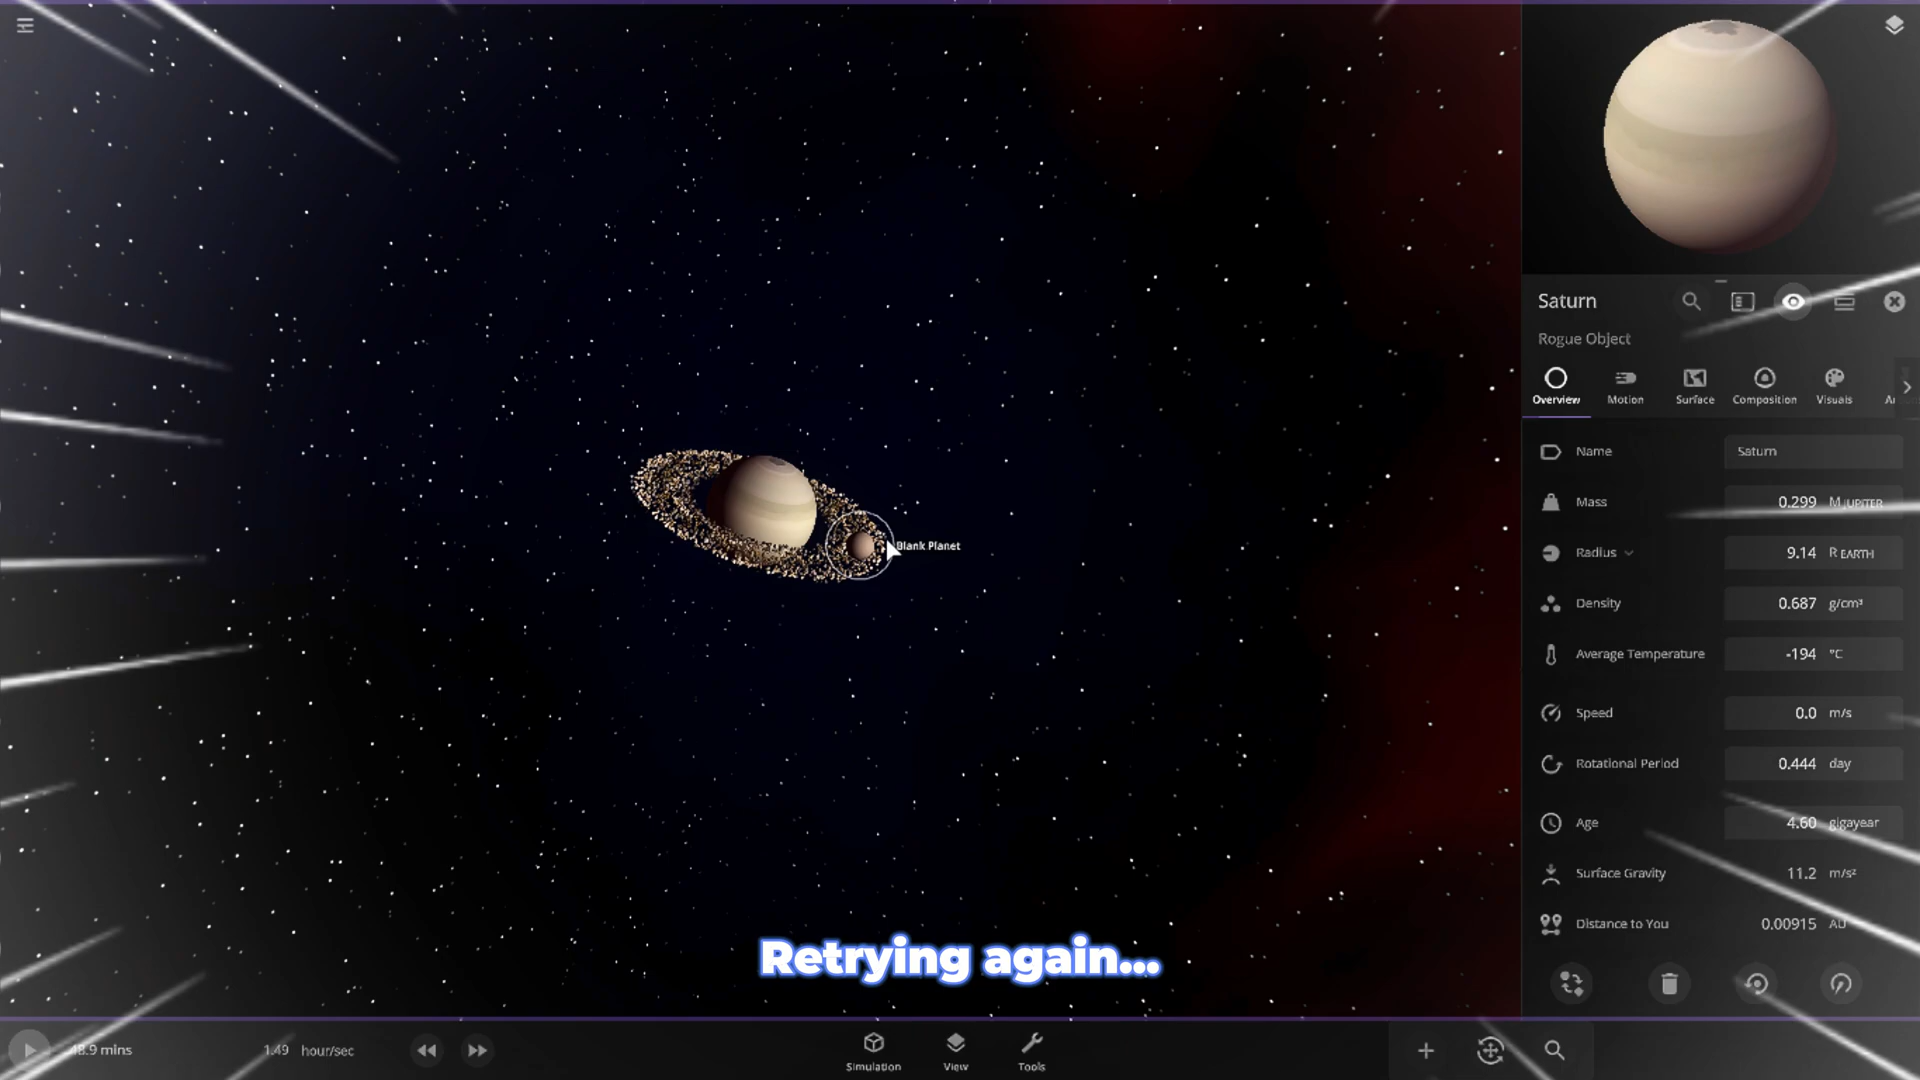 Saturn
Rogue Object
Overview
Motion
Surface
Composition
Visuals
Name Saturn
Mass 0.299 M JUPITER
Radius 9.14 R EARTH
Density 0.687 g/cm³
Average Temperature -194 °C
Speed 0.0 m/s
Rotational Period 0.444 day
Age 4.60 gigayear
Surface Gravity 11.2 m/s²
Distance to You 0.00915 AU
Blank Planet
Retrying again...
48.9 mins
1.49 hour/sec
Simulation
View
Tools